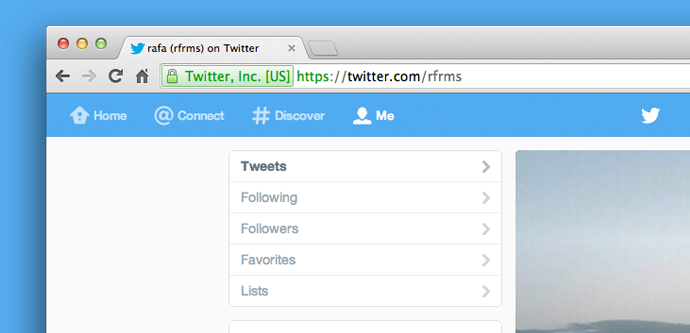 rafa (rfrms) on Twitter
Twitter, Inc. [US] https://twitter.com/rfrms
Home @ Connect # Discover Me
Tweets
Following
Followers
Favorites
Lists